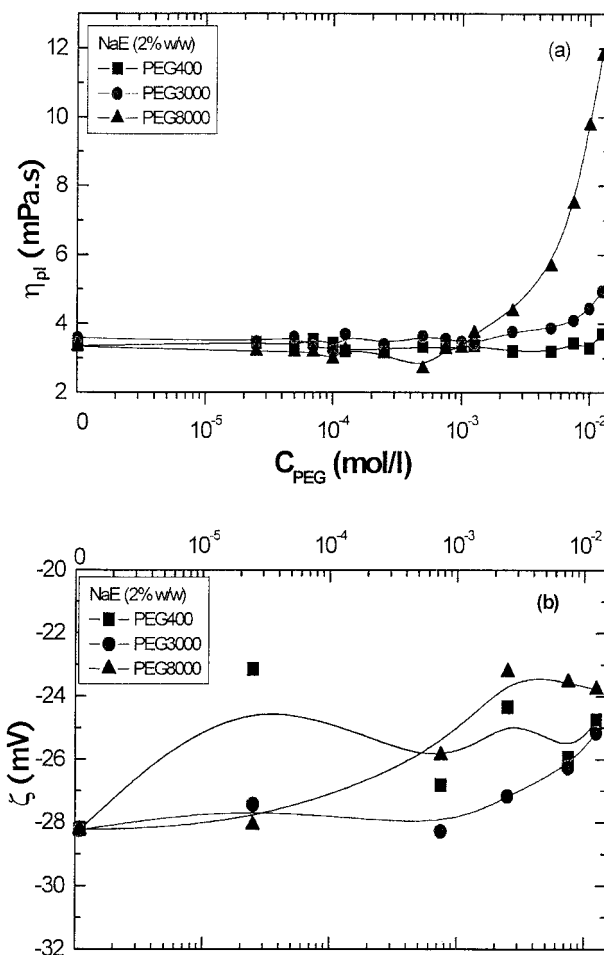 12
10
8
6
4
2
η_pl (mPa.s)
NaE (2% w/w)
PEG400
PEG3000
PEG8000
(a)
0 10⁻⁵ 10⁻⁴ 10⁻³ 10⁻²
C_PEG (mol/l)
0 10⁻⁵ 10⁻⁴ 10⁻³ 10⁻²
-20
-22
-24
-26
-28
-30
-32
ζ (mV)
NaE (2% w/w)
PEG400
PEG3000
PEG8000
(b)